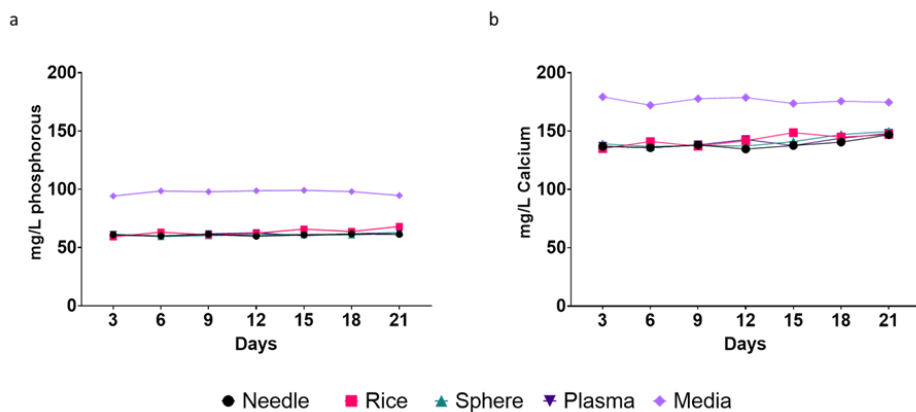 a
b
200
150
100
50
0
mg/L phosphorous
3 6 9 12 15 18 21
Days
200
150
100
50
0
mg/L Calcium
3 6 9 12 15 18 21
Days
Needle Rice Sphere Plasma Media